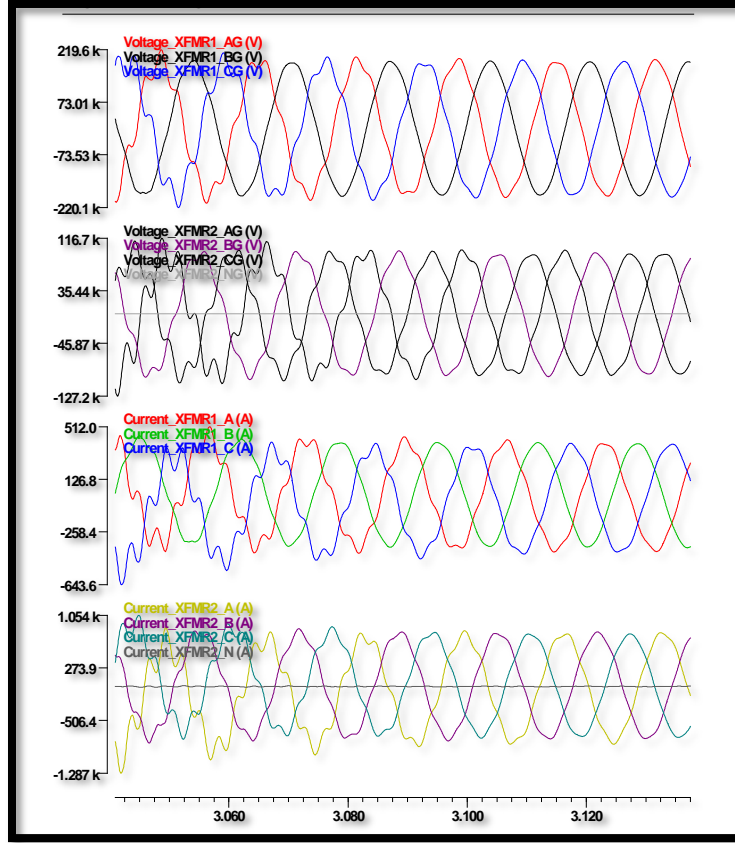 219.6 k
73.01 k
-73.53 k
-220.1 k
Voltage_XFMR1_AG (V)
Voltage_XFMR1_BG (V)
Voltage_XFMR1_CG (V)
116.7 k
35.44 k
-45.87 k
-127.2 k
Voltage_XFMR2_AG (V)
Voltage_XFMR2_BG (V)
Voltage_XFMR2_CG (V)
Voltage_XFMR2_NG (V)
512.0
126.8
-258.4
-643.6
Current_XFMR1_A (A)
Current_XFMR1_B (A)
Current_XFMR1_C (A)
1.054 k
273.9
-506.4
-1.287 k
Current_XFMR2_A (A)
Current_XFMR2_B (A)
Current_XFMR2_C (A)
Current_XFMR2_N (A)
3.060 3.080 3.100 3.120